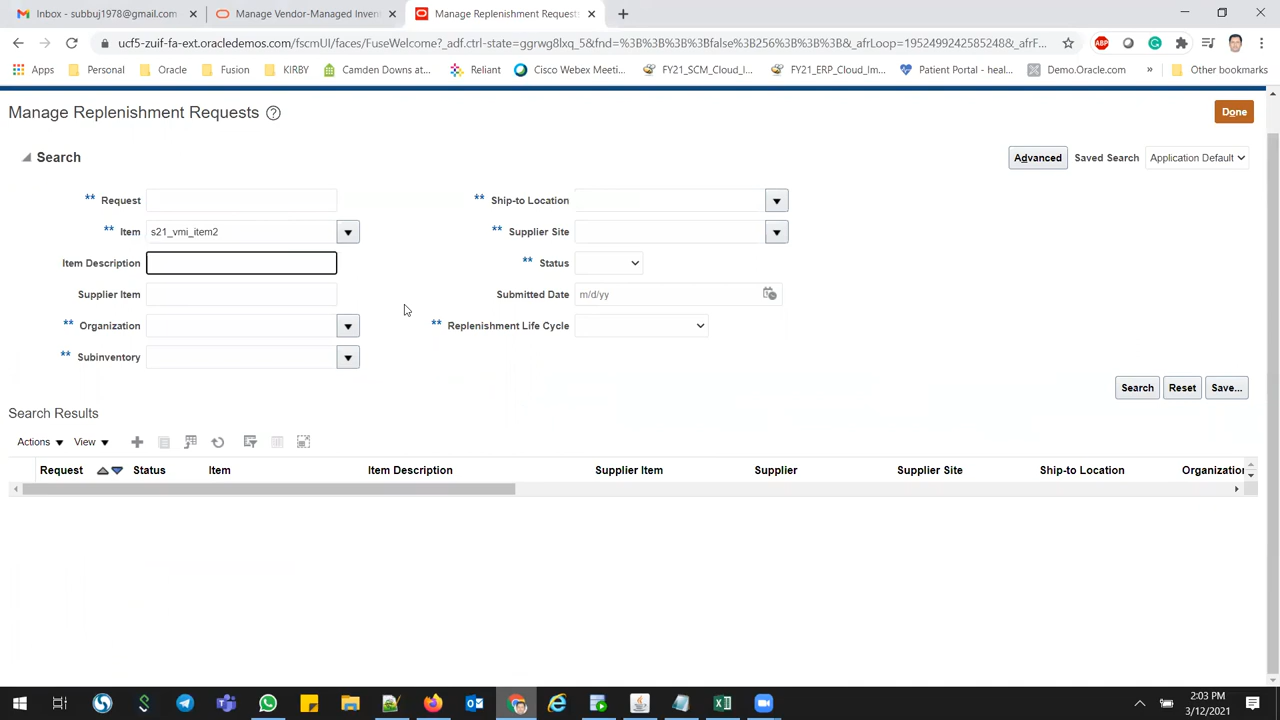 Inbox - subbuj1978@gmail.com
Manage Vendor-Managed Inven
Manage Replenishment Requests
ucf5-zuif-fa-ext.oracledemos.com/fscmUI/faces/FuseWelcome?_adf.ctrl-state=ggrwg8lxq_5&fnd=%3B%3B%3B%3Bfalse%3B256%3B%3B%3B&_afrLoop=19524992425852​48&_afrF...
Apps
Personal
Oracle
Fusion
KIRBY
Camden Downs at...
Reliant
Cisco Webex Meeti...
FY21_SCM_Cloud_I...
FY21_ERP_Cloud_Im...
Patient Portal - heal...
Demo.Oracle.com
»
Other bookmarks
Manage Replenishment Requests
Done
Search
Advanced
Saved Search
Application Default
** Request
** Ship-to Location
** Item s21_vmi_item2
** Supplier Site
Item Description
** Status
Supplier Item
Submitted Date m/d/yy
** Organization
** Replenishment Life Cycle
** Subinventory
Search
Reset
Save...
Search Results
Actions
View
Request
Status
Item
Item Description
Supplier Item
Supplier
Supplier Site
Ship-to Location
Organization
2:03 PM
3/12/2021